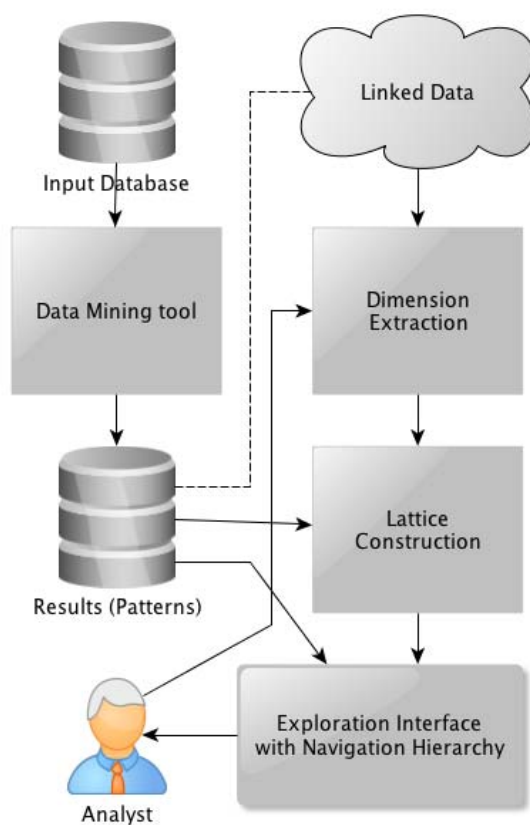 Linked Data
Input Database
Data Mining tool
Dimension
Extraction
Lattice
Construction
Results (Patterns)
Exploration Interface
with Navigation Hierarchy
Analyst